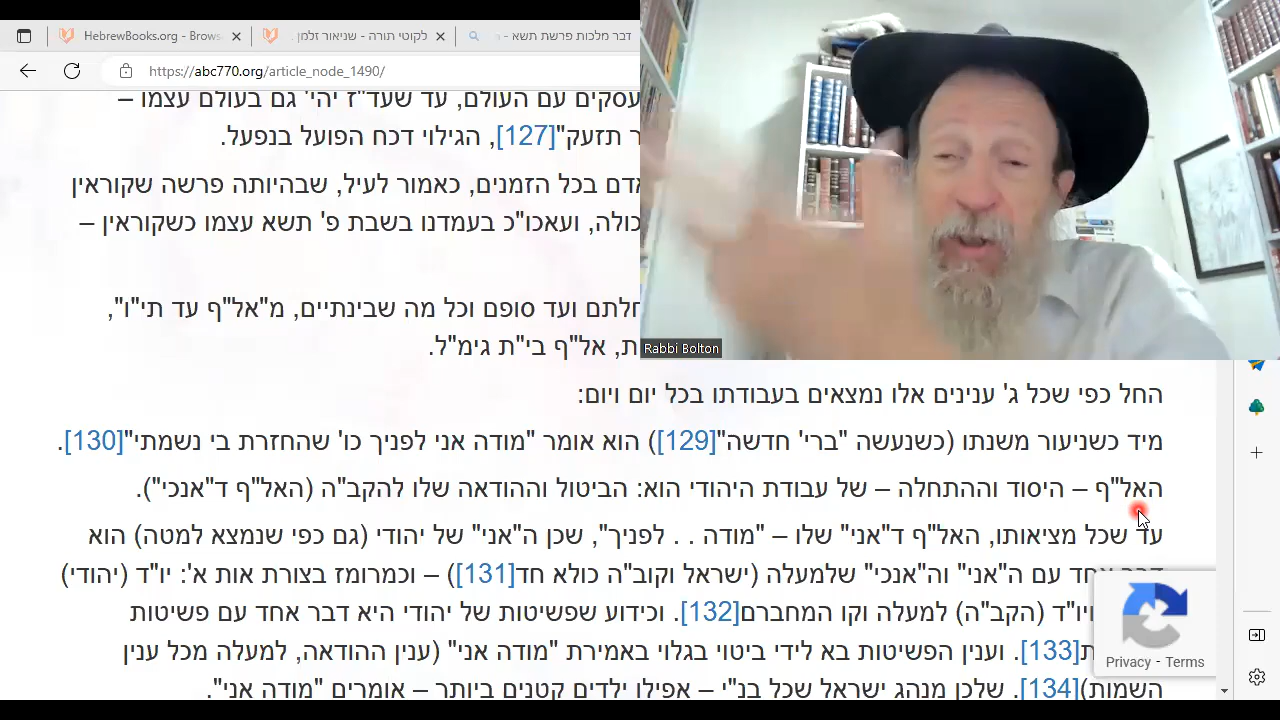 HebrewBooks.org - Brows
לקוטי תורה - שניאור זלמן .
דבר מלכות פרשת תשא - ה
https://abc770.org/article_node_1490/
עסקים עם העולם, עד שעד"ז יהי' גם בעולם עצמו –
ר תזעק"[127], הגילוי דכח הפועל בנפעל.
אדם בכל הזמנים, כאמור לעיל, שבהיותה פרשה שקוראין
כולה, ועאכו"כ בעמדנו בשבת פ' תשא עצמו כשקוראין –
חלתם ועד סופם וכל מה שבינתיים, מ"אל"ף עד תי"ו",
ת, אל"ף בי"ת גימ"ל.
Rabbi Bolton
החל כפי שכל ג' ענינים אלו נמצאים בעבודתו בכל יום ויום:
מיד כשניעור משנתו (כשנעשה "ברי' חדשה"[129]) הוא אומר "מודה אני לפניך כו' שהחזרת בי נשמתי"[130].
האל"ף – היסוד וההתחלה – של עבודת היהודי הוא: הביטול וההודאה שלו להקב"ה (האל"ף ד"אנכי").
עד שכל מציאותו, האל"ף ד"אני" שלו – "מודה . . לפניך", שכן ה"אני" של יהודי (גם כפי שנמצא למטה) הוא
דבר אחד עם ה"אני" וה"אנכי" שלמעלה (ישראל וקוב"ה כולא חד[131]) – וכמרומז בצורת אות א': יו"ד (יהודי)
ויו"ד (הקב"ה) למעלה וקו המחברם[132]. וכידוע שפשיטות של יהודי היא דבר אחד עם פשיטות
ת[133]. וענין הפשיטות בא לידי ביטוי בגלוי באמירת "מודה אני" (ענין ההודאה, למעלה מכל ענין
השמות)[134]. שלכן מנהג ישראל שכל בנ"י – אפילו ילדים קטנים ביותר – אומרים "מודה אני".
Privacy - Terms